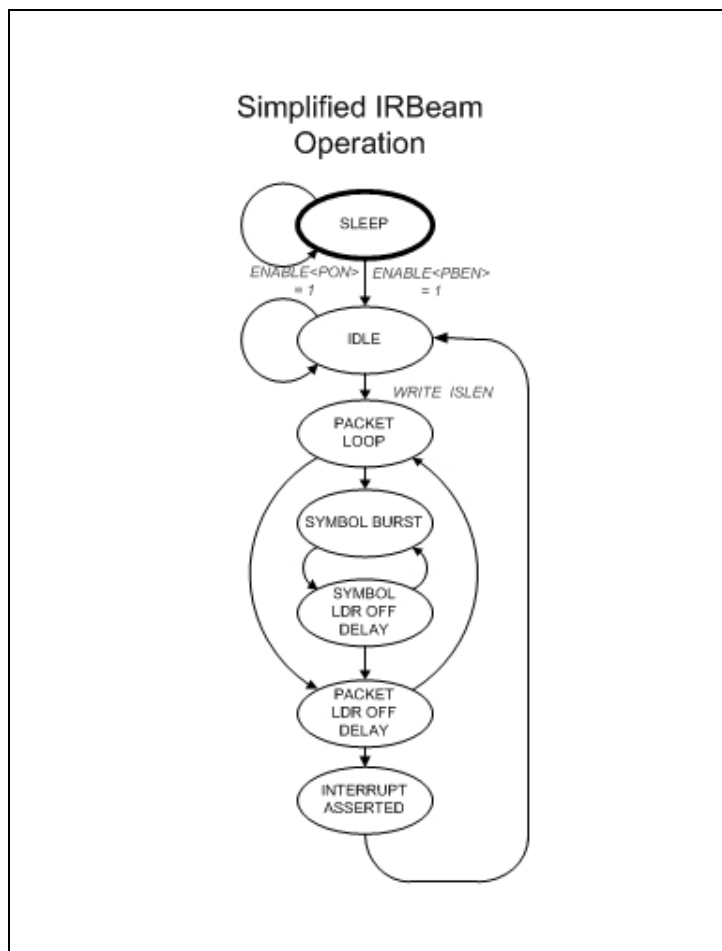 Simplified IRBeam
Operation
SLEEP
ENABLE<PON>
= 1
ENABLE<PBEN>
= 1
IDLE
WRITE ISLEN
PACKET
LOOP
SYMBOL BURST
SYMBOL
LDR OFF
DELAY
PACKET
LDR OFF
DELAY
INTERRUPT
ASSERTED